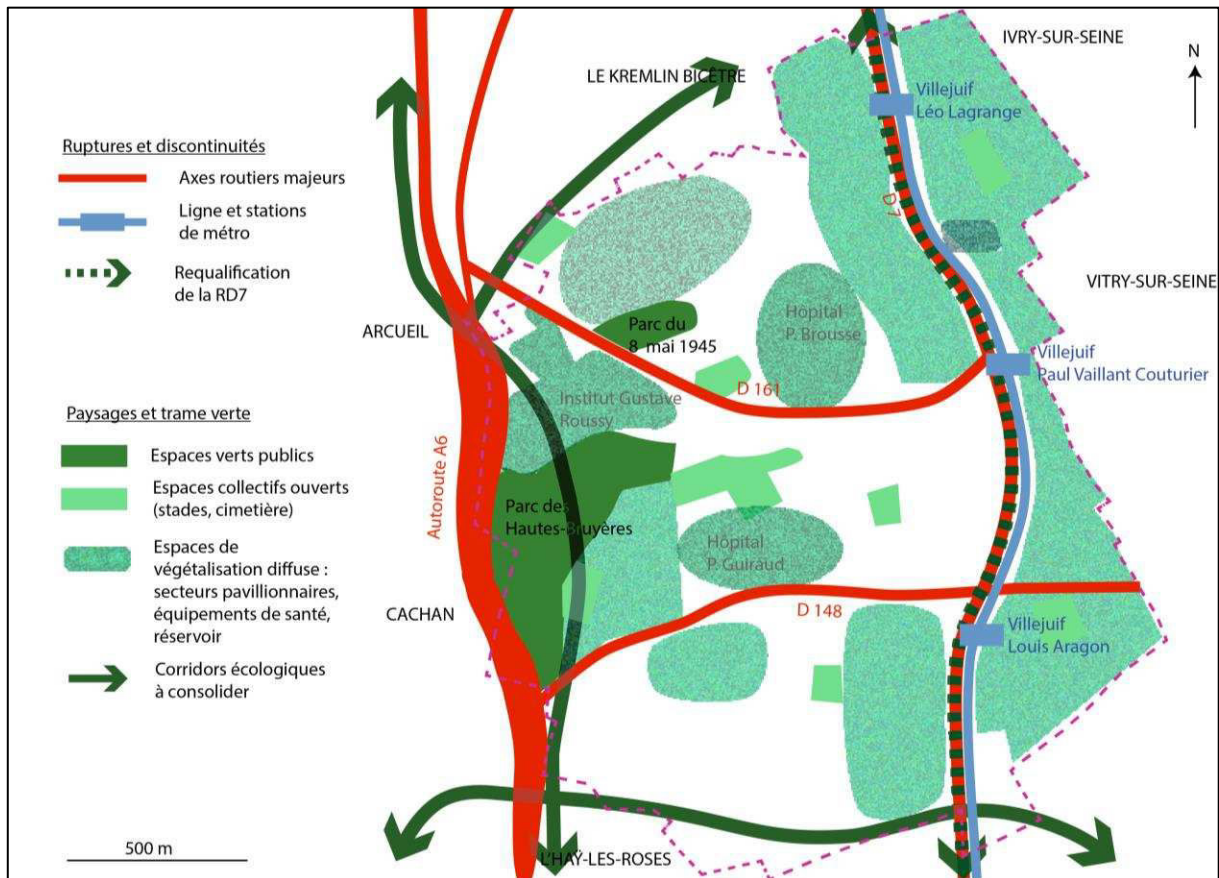 Ruptures et discontinuités
Axes routiers majeurs
Ligne et stations
de métro
Requalification
de la RD7
Paysages et trame verte
Espaces verts publics
Espaces collectifs ouverts
(stades, cimetière)
Espaces de
végétalisation diffuse :
secteurs pavillionnaires,
équipements de santé,
réservoir
Corridors écologiques
à consolider
500 m
IVRY-SUR-SEINE
N
LE KREMLIN BICÊTRE
Villejuif
Léo Lagrange
D 7
VITRY-SUR-SEINE
ARCUEIL
Parc du
8 mai 1945
Hôpital
P. Brousse
Villejuif
Paul Vaillant Couturier
D 161
Institut Gustave
Roussy
Autoroute A6
Parc des
Hautes-Bruyères
Hôpital
P. Guiraud
CACHAN
D 148
Villejuif
Louis Aragon
L'HAŸ-LES-ROSES